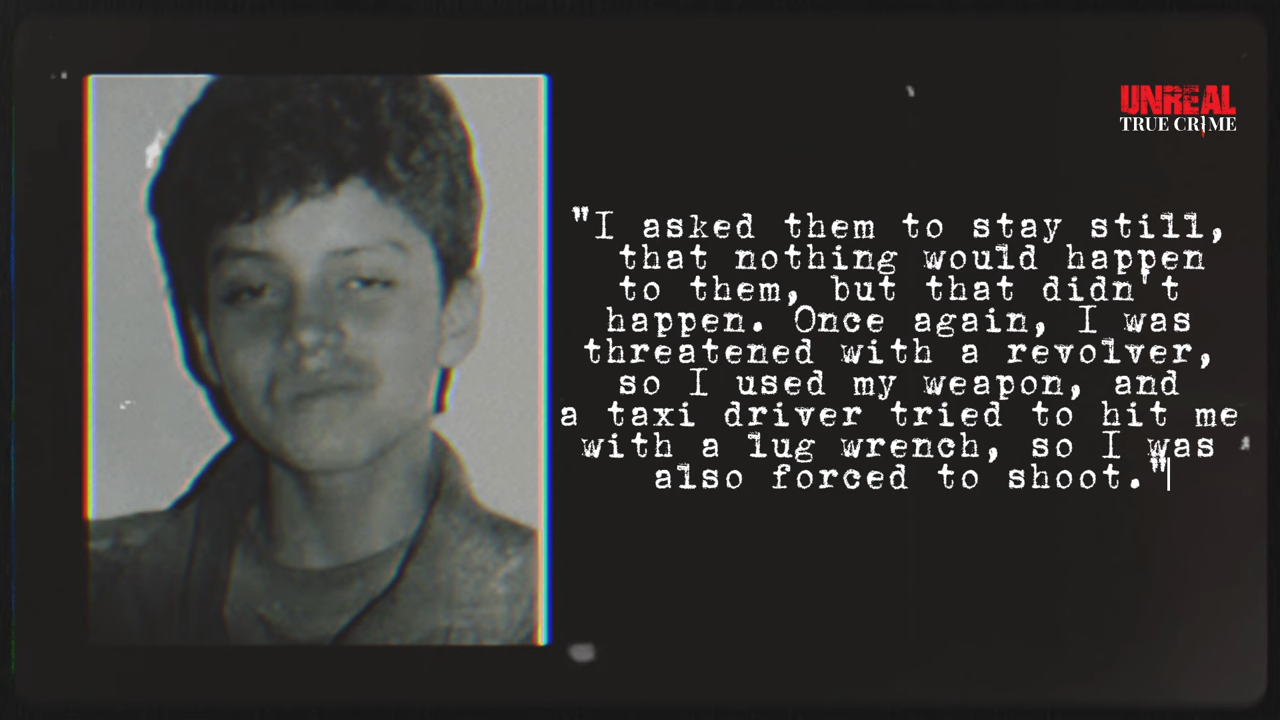 UNREAL
TRUE CRIME
"I asked them to stay still,
that nothing would happen
to them, but that didn't
happen. Once again, I was
threatened with a revolver,
so I used my weapon, and
a taxi driver tried to hit me
with a lug wrench, so I was
also forced to shoot."